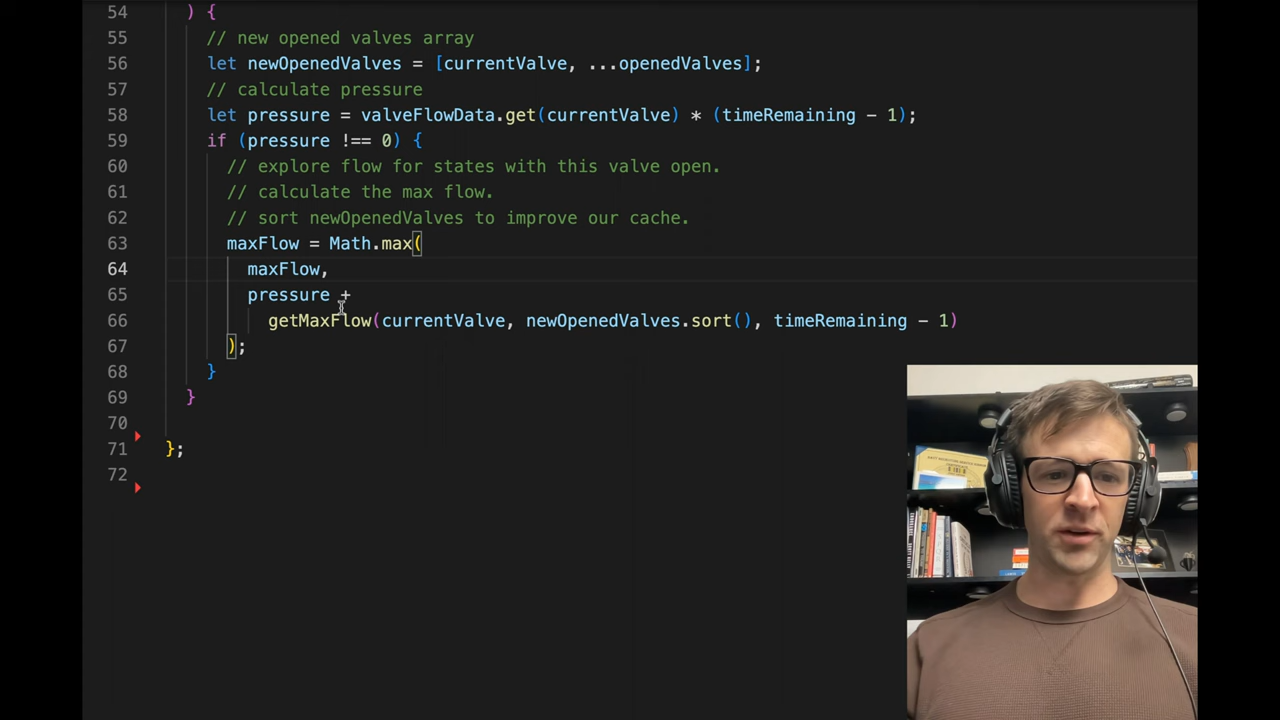 54 ) {
55 // new opened valves array
56 let newOpenedValves = [currentValve, ...openedValves];
57 // calculate pressure
58 let pressure = valveFlowData.get(currentValve) * (timeRemaining - 1);
59 if (pressure !== 0) {
60 // explore flow for states with this valve open.
61 // calculate the max flow.
62 // sort newOpenedValves to improve our cache.
63 maxFlow = Math.max(
64 maxFlow,
65 pressure +
66 getMaxFlow(currentValve, newOpenedValves.sort(), timeRemaining - 1)
67 );
68 }
69 }
70
71 };
72